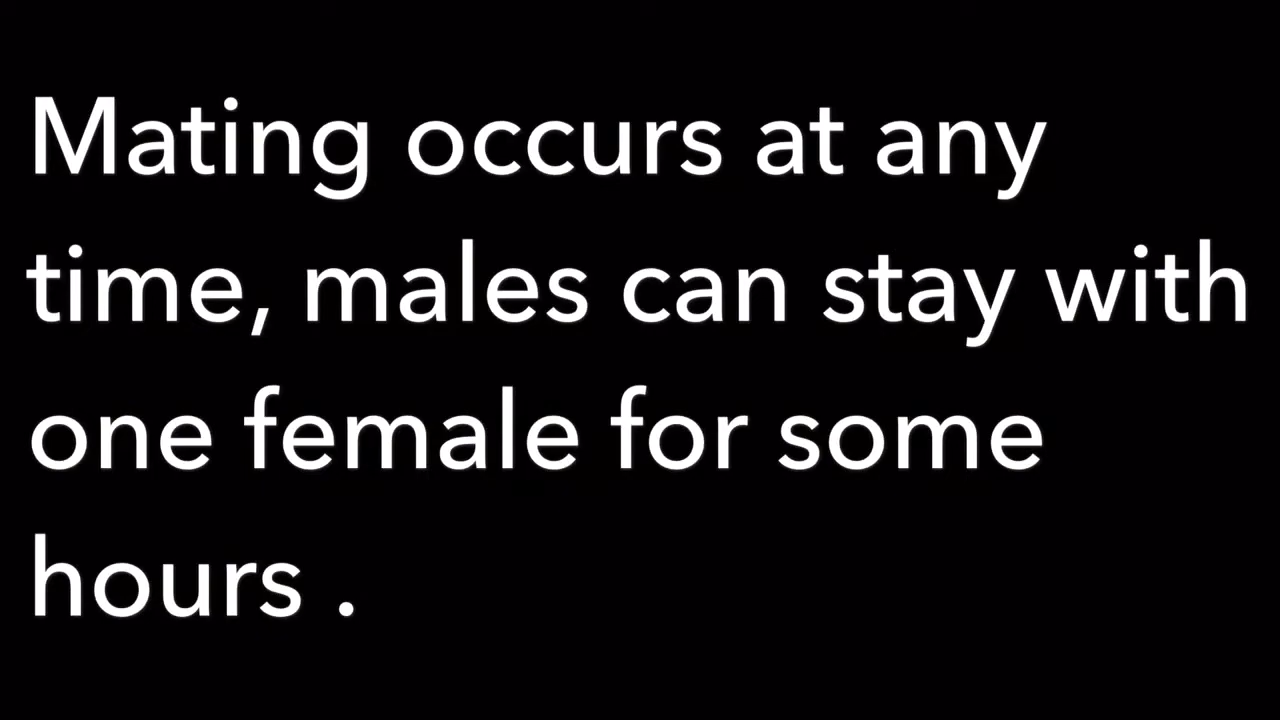 Mating occurs at any
time, males can stay with
one female for some
hours .